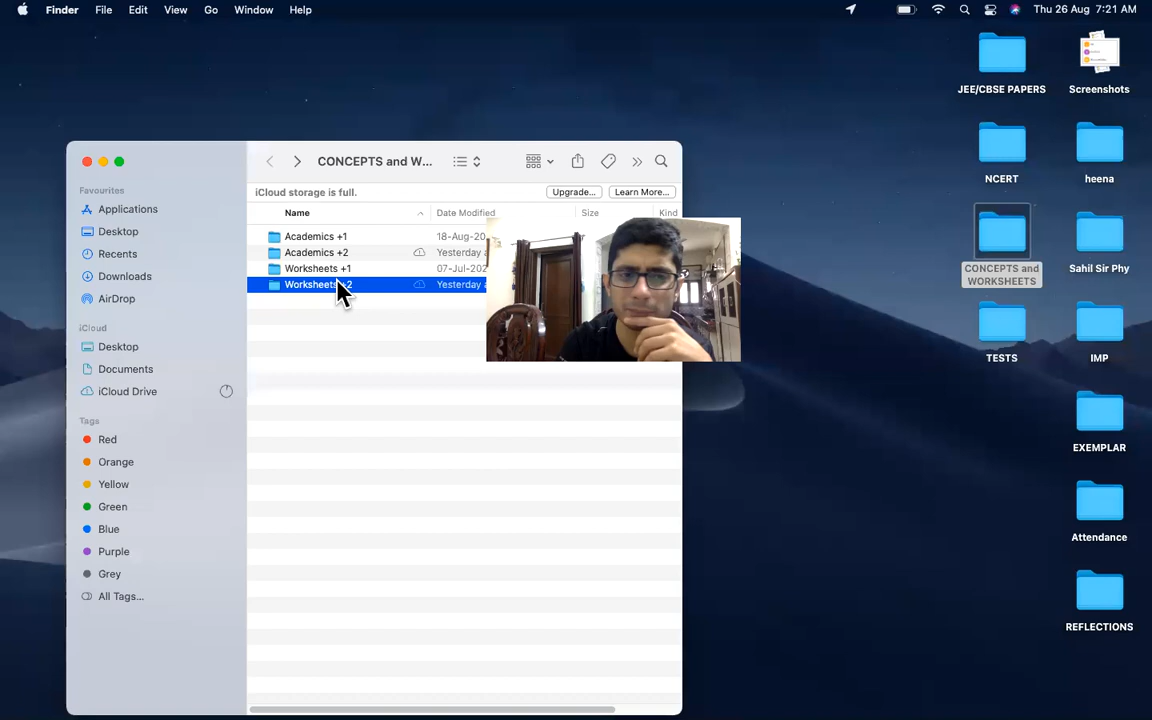 Finder File Edit View Go Window Help Thu 26 Aug 7:21 AM
JEE/CBSE PAPERS
Screenshots
NCERT
heena
CONCEPTS and
WORKSHEETS
Sahil Sir Phy
TESTS
IMP
EXEMPLAR
Attendance
REFLECTIONS
CONCEPTS and W...
iCloud storage is full. Upgrade... Learn More...
Name Date Modified Size Kind
Academics +1 18-Aug-20
Academics +2 Yesterday a
Worksheets +1 07-Jul-202
Worksheets 2 Yesterday a
Favourites
Applications
Desktop
Recents
Downloads
AirDrop
iCloud
Desktop
Documents
iCloud Drive
Tags
Red
Orange
Yellow
Green
Blue
Purple
Grey
All Tags...